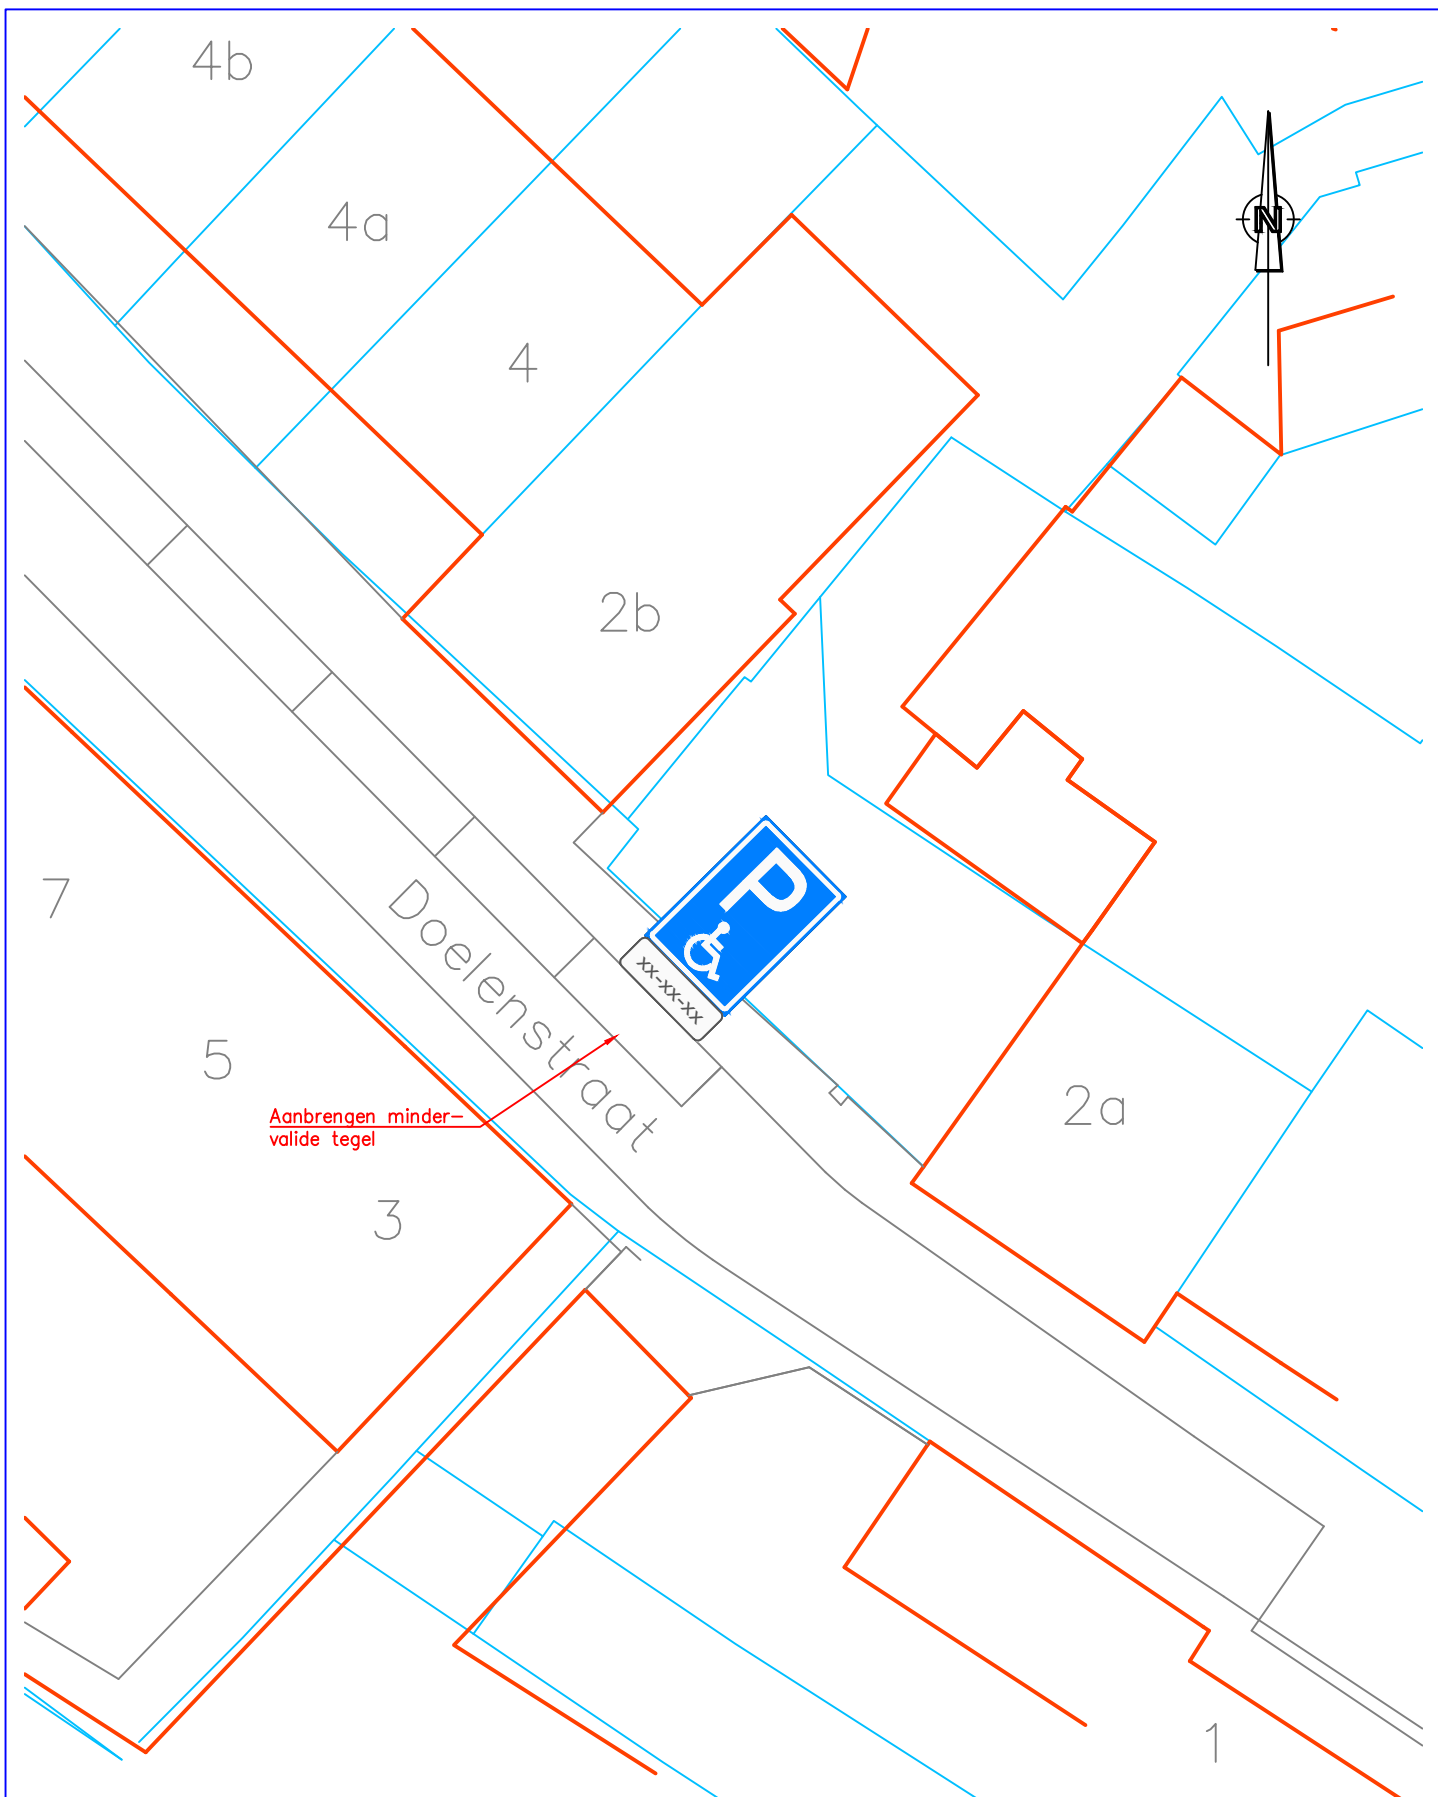 4b
4a
N
4
2b
P
7
Doelenstraat
xx-xx-xx
5
2a
Aanbrengen minder-
valide tegel
3
1